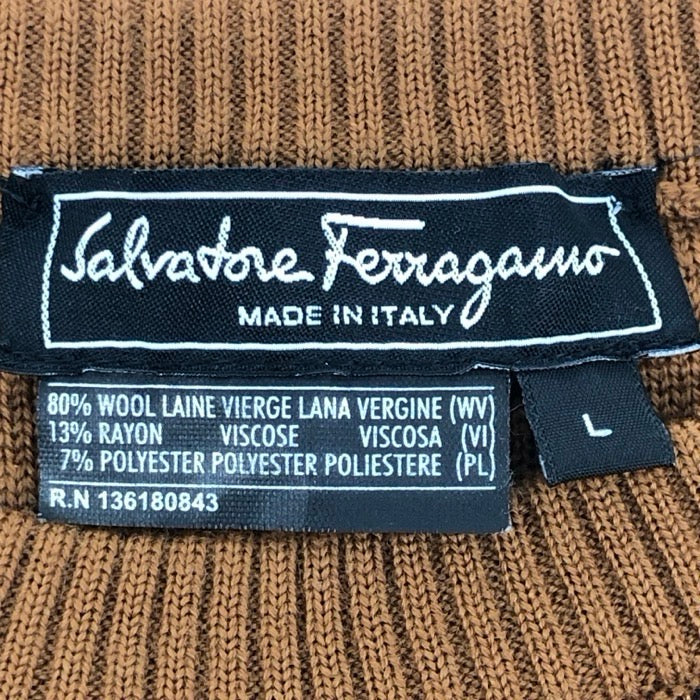 Salvatore Ferragamo
MADE IN ITALY
80% WOOL LAINE VIERGE LANA VERGINE (WV)
13% RAYON VISCOSE VISCOSA (VI)
7% POLYESTER POLYESTER POLIESTERE (PL)
R.N 136180843
L